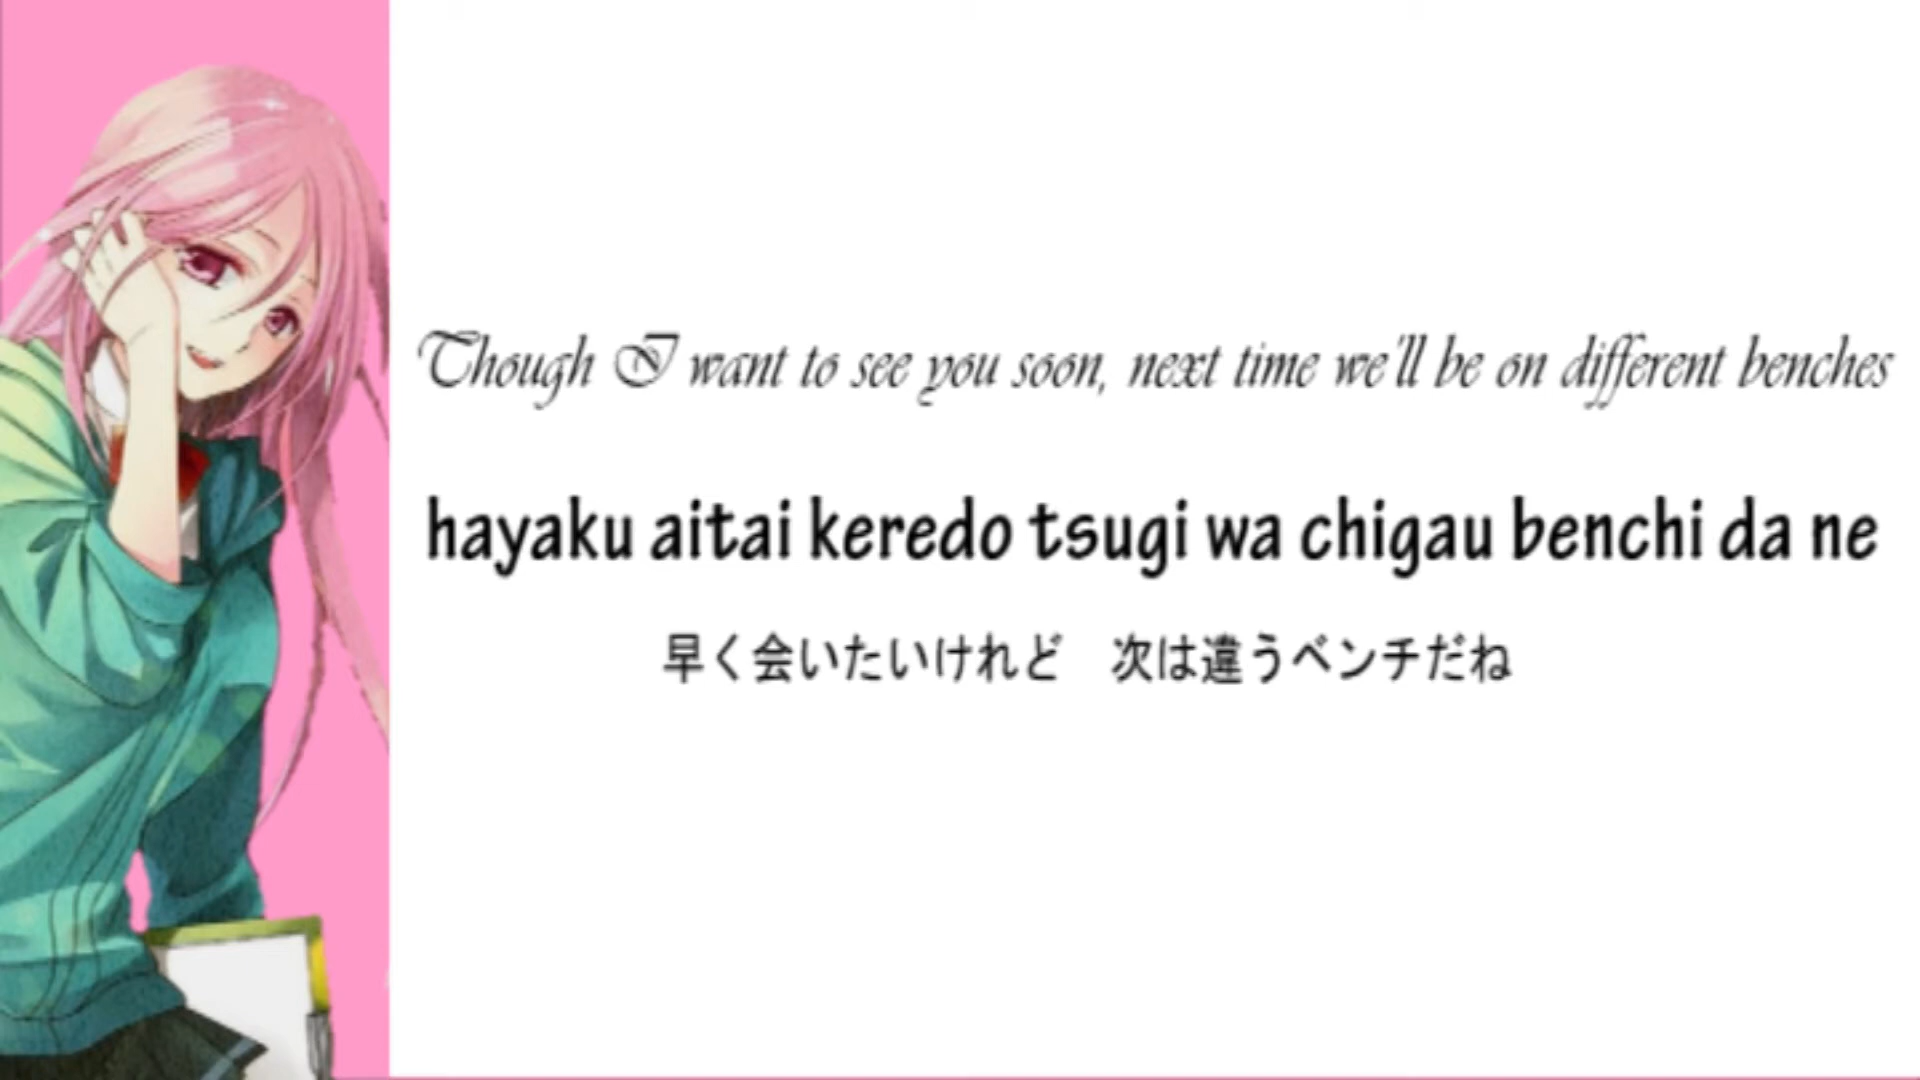 Though I want to see you soon, next time we'll be on different benches
hayaku aitai keredo tsugi wa chigau benchi da ne
早く会いたいけれど　次は違うベンチだね